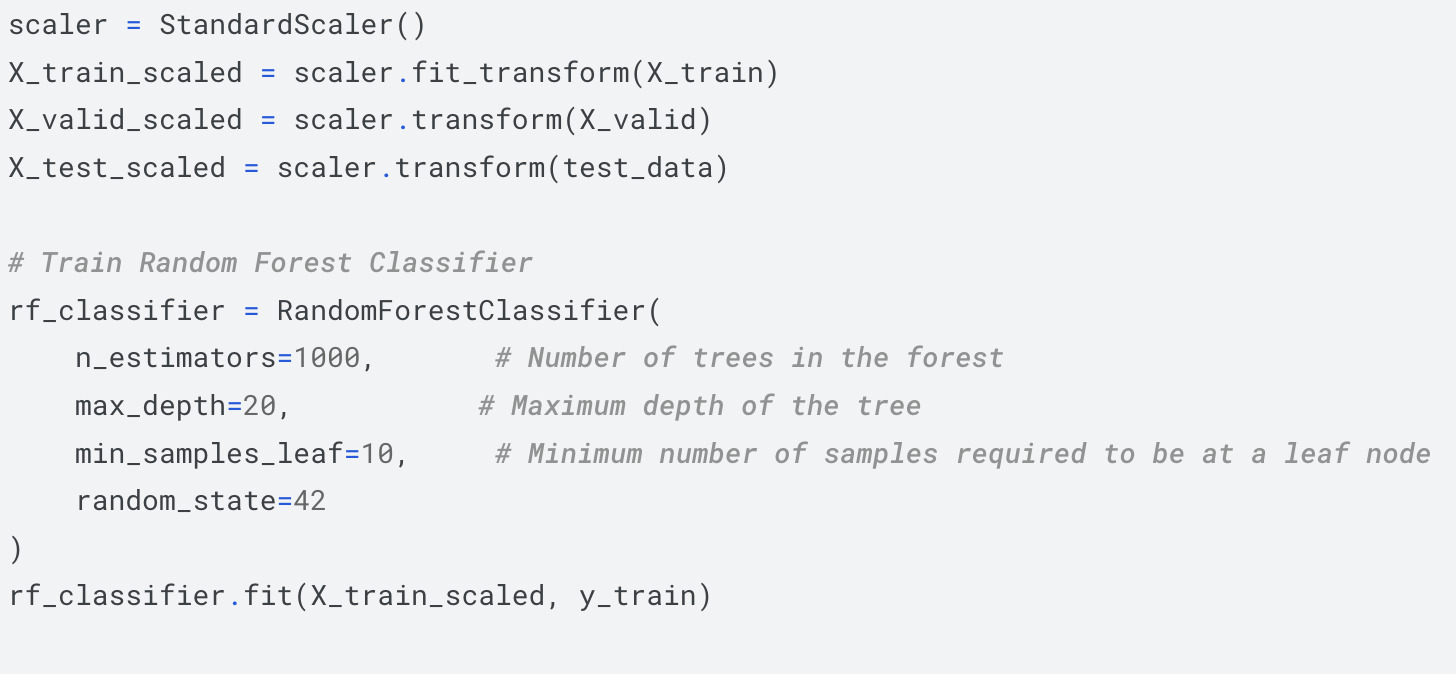 scaler = StandardScaler()
X_train_scaled = scaler.fit_transform(X_train)
X_valid_scaled = scaler.transform(X_valid)
X_test_scaled = scaler.transform(test_data)

# Train Random Forest Classifier
rf_classifier = RandomForestClassifier(
    n_estimators=1000,       # Number of trees in the forest
    max_depth=20,           # Maximum depth of the tree
    min_samples_leaf=10,     # Minimum number of samples required to be at a leaf node
    random_state=42
)
rf_classifier.fit(X_train_scaled, y_train)